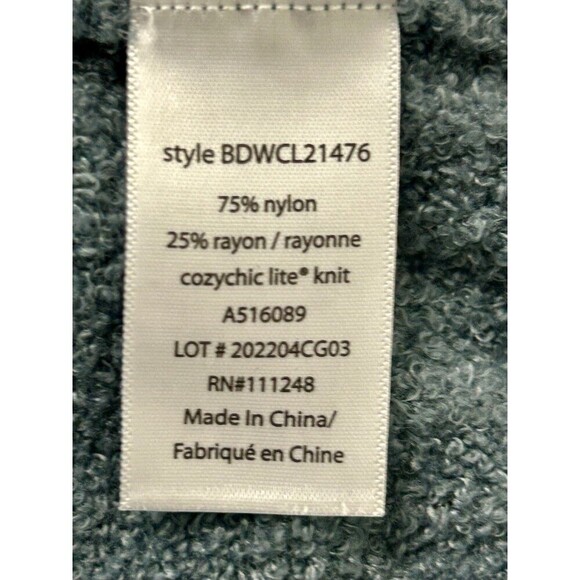 style BDWCL21476
75% nylon
25% rayon / rayonne
cozychic lite® knit
A516089
LOT # 202204CG03
RN#111248
Made In China/
Fabriqué en Chine